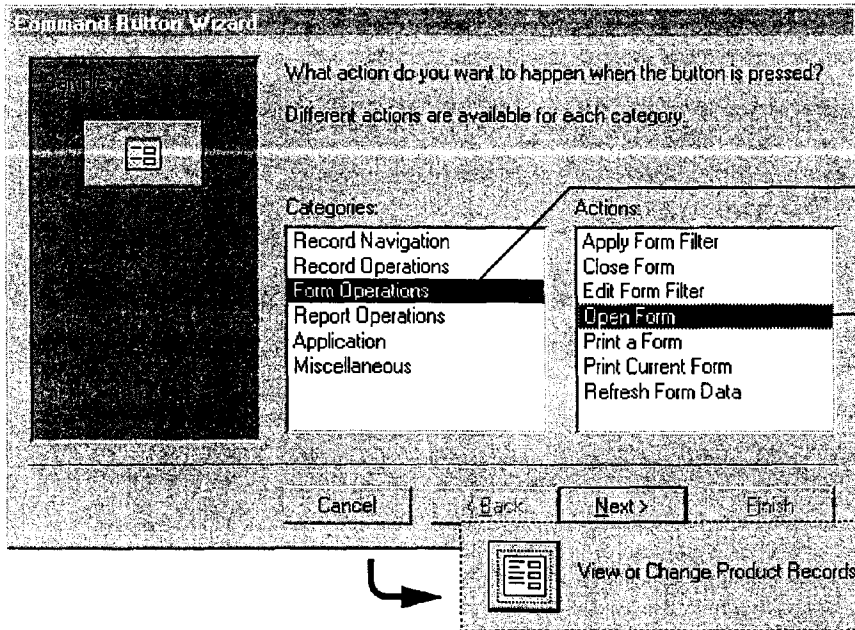 Command Button Wizard
Sample:
What action do you want to happen when the button is pressed?
Different actions are available for each category.
Categories:
Record Navigation
Record Operations
Form Operations
Report Operations
Application
Miscellaneous
Actions:
Apply Form Filter
Close Form
Edit Form Filter
Open Form
Print a Form
Print Current Form
Refresh Form Data
Cancel
< Back
Next >
Finish
View or Change Product Records